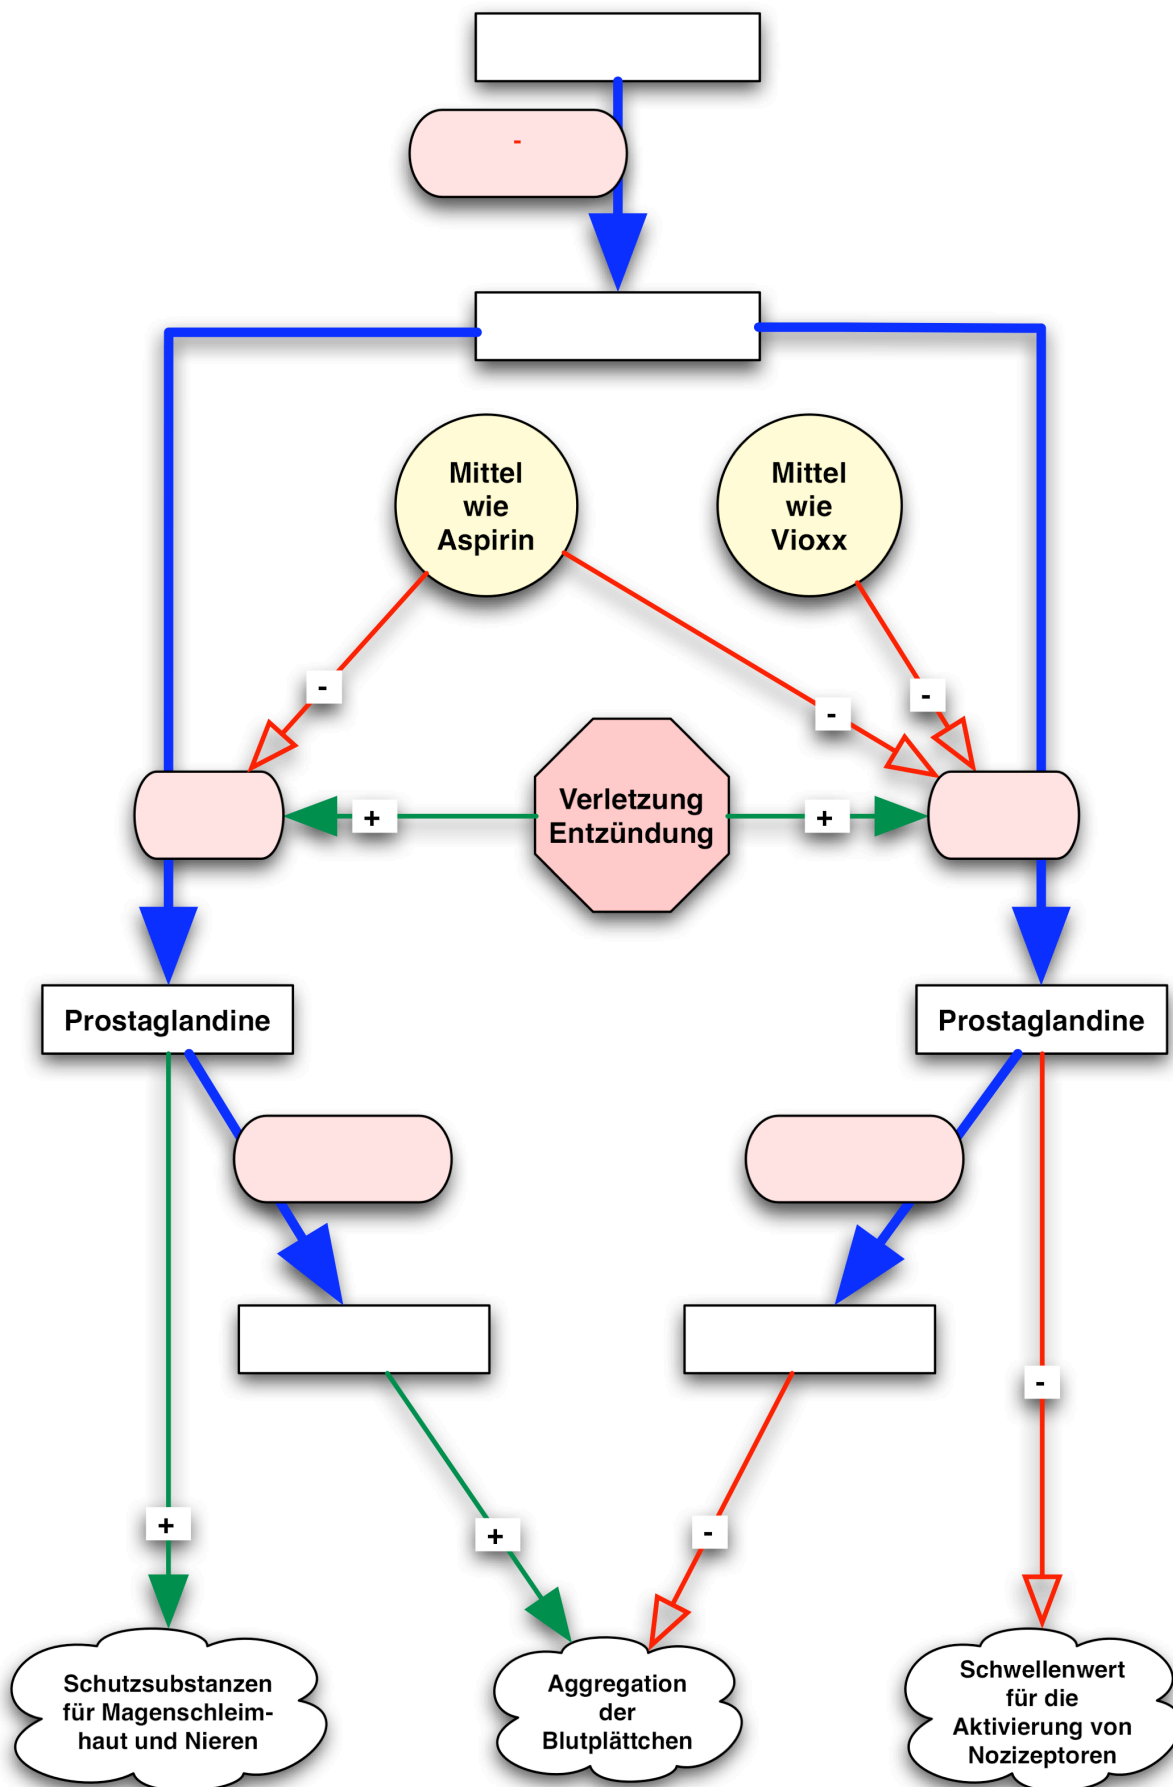 -
Mittel
wie
Aspirin
Mittel
wie
Vioxx
-
-
-
Verletzung
Entzündung
+
+
Prostaglandine
Prostaglandine
-
+
+
-
Schutzsubstanzen
für Magenschleim-
haut und Nieren
Aggregation
der
Blutplättchen
Schwellenwert
für die
Aktivierung von
Nozizeptoren